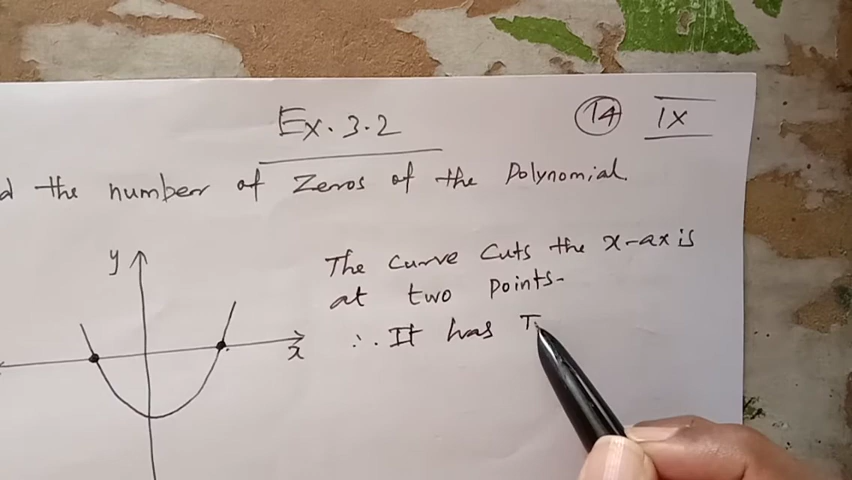 Ex. 3.2
14 IX
the number of Zeros of the Polynomial.
y
The curve cuts the x-axis
at two points-
∴ It has T
x